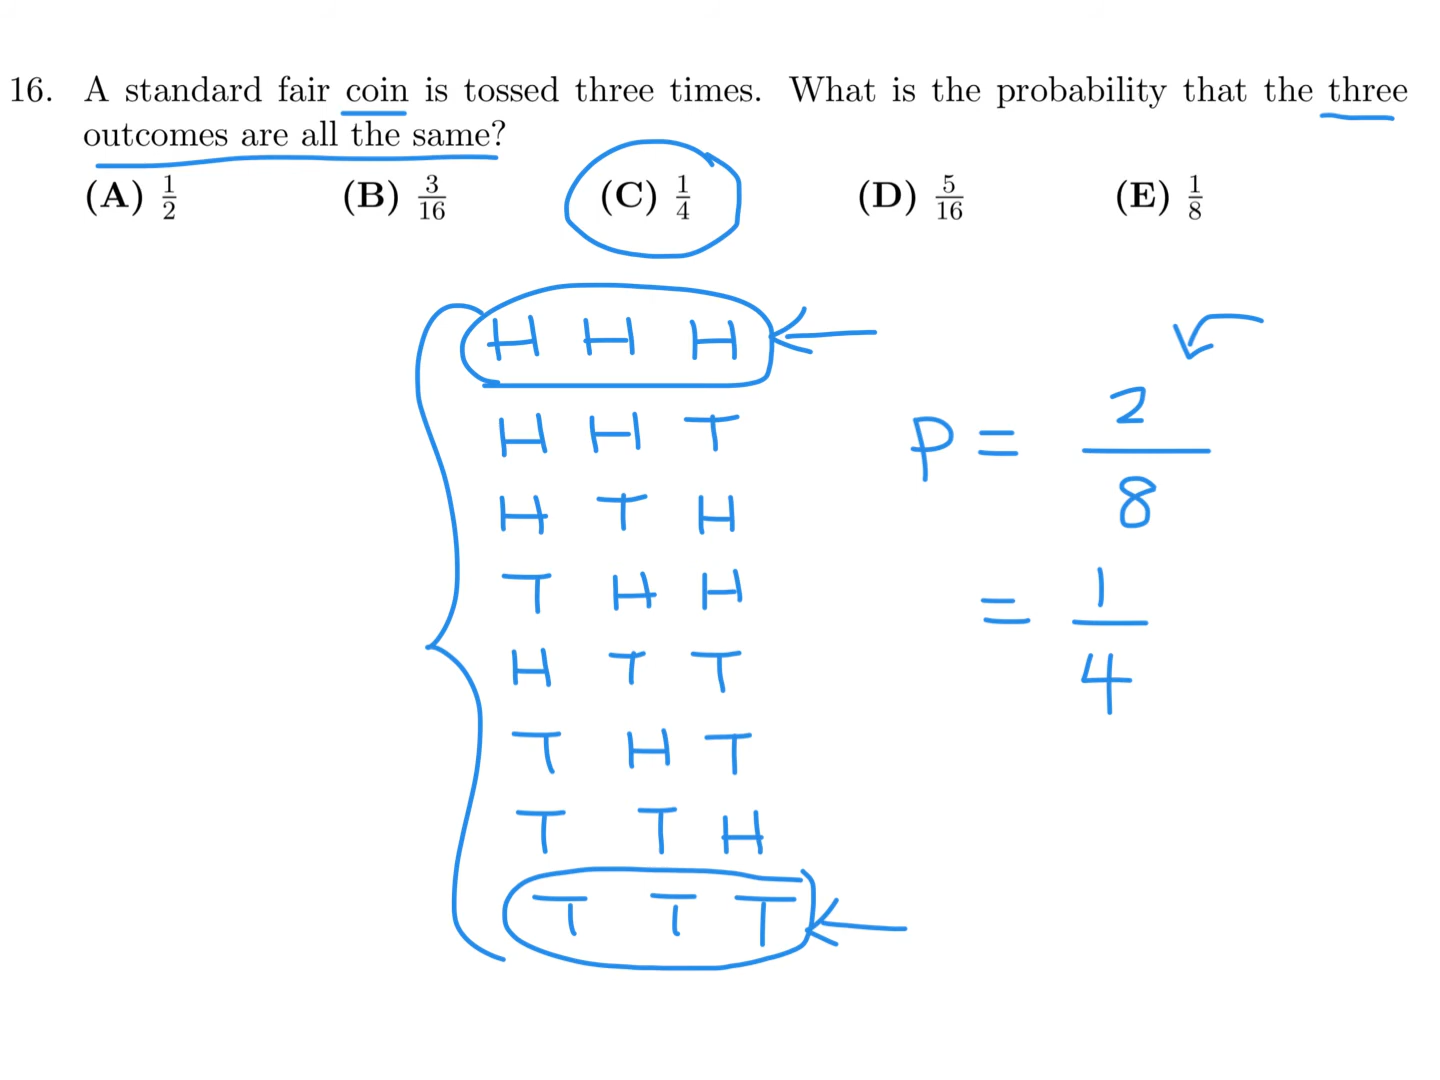 16. A standard fair coin is tossed three times. What is the probability that the three
outcomes are all the same?
(A) 1/2 (B) 3/16 (C) 1/4 (D) 5/16 (E) 1/8
H H H
H H T
H T H
T H H
H T T
T H T
T T H
T T T
P = 2/8
= 1/4